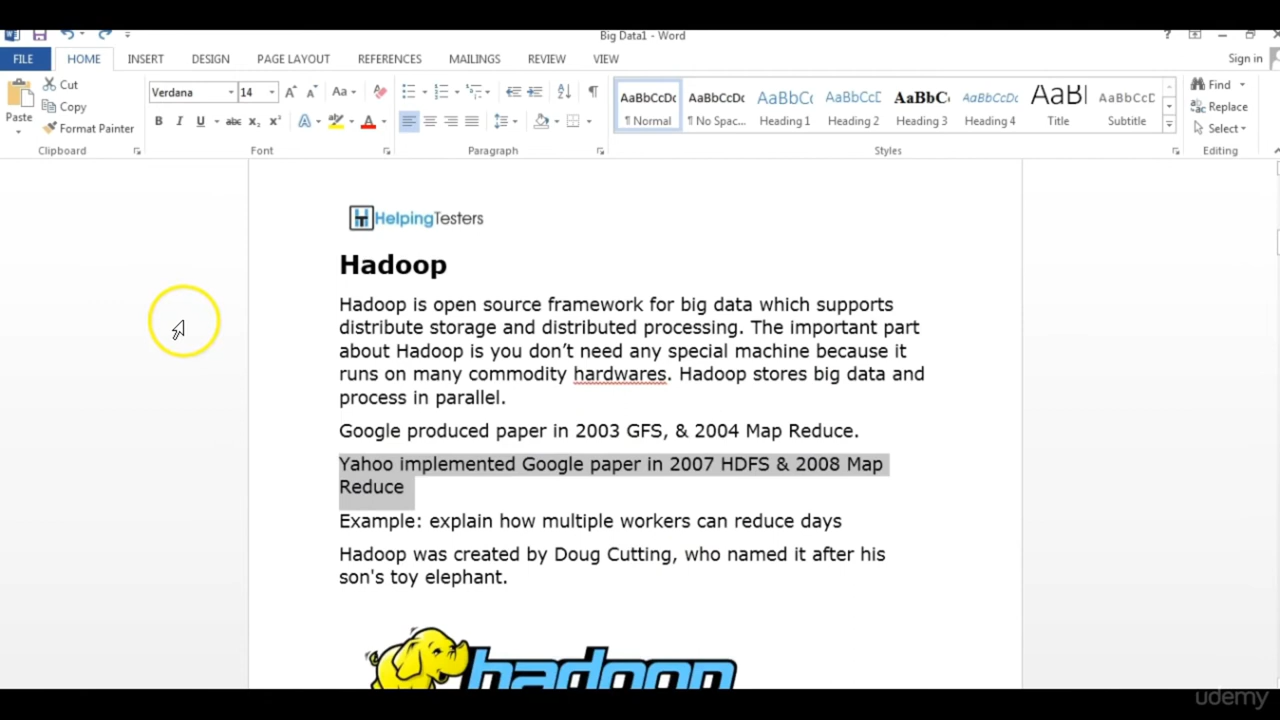 Big Data1 - Word
?
FILE HOME INSERT DESIGN PAGE LAYOUT REFERENCES MAILINGS REVIEW VIEW Sign in
Paste Cut Copy Format Painter
Clipboard
Verdana 14 Aa
B I U abc X₂ X² A A
Font
Paragraph
AaBbCcDc AaBbCcDc AaBbCc AaBbCcD AaBbC AaBbCcDc AaBl AaBbCcD
¶ Normal ¶ No Spac... Heading 1 Heading 2 Heading 3 Heading 4 Title Subtitle
Styles
Find
Replace
Select
Editing
HelpingTesters
Hadoop
Hadoop is open source framework for big data which supports
distribute storage and distributed processing. The important part
about Hadoop is you don’t need any special machine because it
runs on many commodity hardwares. Hadoop stores big data and
process in parallel.
Google produced paper in 2003 GFS, & 2004 Map Reduce.
Yahoo implemented Google paper in 2007 HDFS & 2008 Map
Reduce
Example: explain how multiple workers can reduce days
Hadoop was created by Doug Cutting, who named it after his
son's toy elephant.
hadoop
udemy